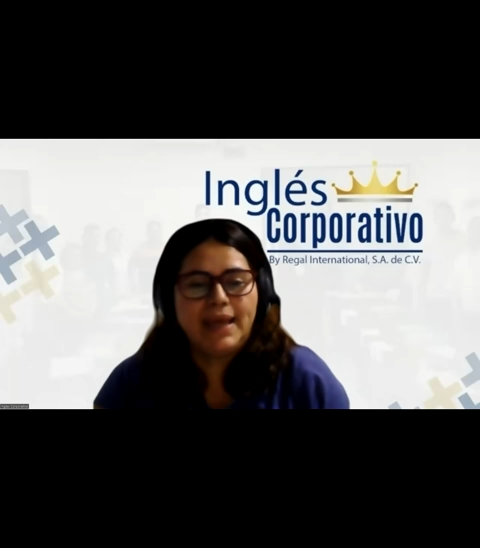 Inglés
Corporativo
By Regal International, S.A. de C.V.